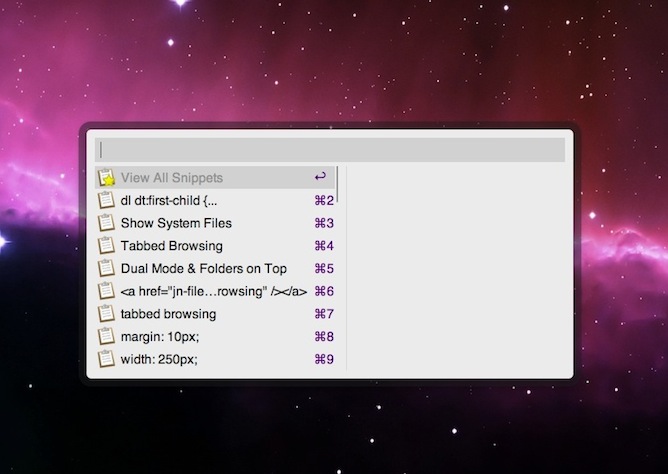 View All Snippets ↩
dl dt:first-child {... ⌘2
Show System Files ⌘3
Tabbed Browsing ⌘4
Dual Mode & Folders on Top ⌘5
<a href="jn-file…rowsing" /></a> ⌘6
tabbed browsing ⌘7
margin: 10px; ⌘8
width: 250px; ⌘9